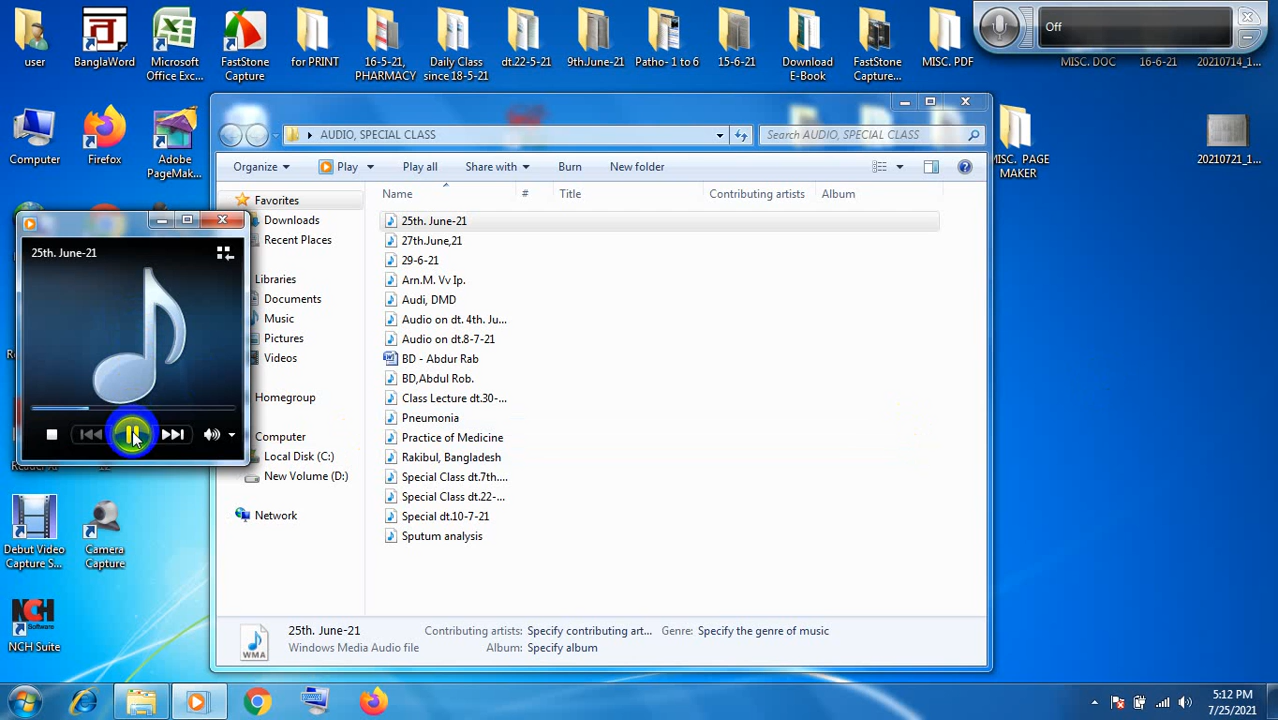 user
BanglaWord
Microsoft
Office Exc...
FastStone
Capture
for PRINT
16-5-21,
PHARMACY
Daily Class
since 18-5-21
dt.22-5-21
9th.June-21
Patho- 1 to 6
15-6-21
Download
E-Book
FastStone
Capture...
MISC. PDF
MISC. DOC
16-6-21
20210714_1...
Off
Computer
Firefox
Adobe
PageMak...
MISC. PAGE
MAKER
20210721_1...
AUDIO, SPECIAL CLASS
Search AUDIO, SPECIAL CLASS
Organize
Play
Play all
Share with
Burn
New folder
Name
#
Title
Contributing artists
Album
Favorites
Downloads
Recent Places
Libraries
Documents
Music
Pictures
Videos
Homegroup
Computer
Local Disk (C:)
New Volume (D:)
Network
25th. June-21
27th.June,21
29-6-21
Arn.M. Vv Ip.
Audi, DMD
Audio on dt. 4th. Ju...
Audio on dt.8-7-21
BD - Abdur Rab
BD,Abdul Rob.
Class Lecture dt.30-...
Pneumonia
Practice of Medicine
Rakibul, Bangladesh
Special Class dt.7th....
Special Class dt.22-...
Special dt.10-7-21
Sputum analysis
25th. June-21
25th. June-21
Windows Media Audio file
WMA
Contributing artists: Specify contributing art...
Album: Specify album
Genre: Specify the genre of music
Debut Video
Capture S...
Camera
Capture
NCH
Software
NCH Suite
5:12 PM
7/25/2021